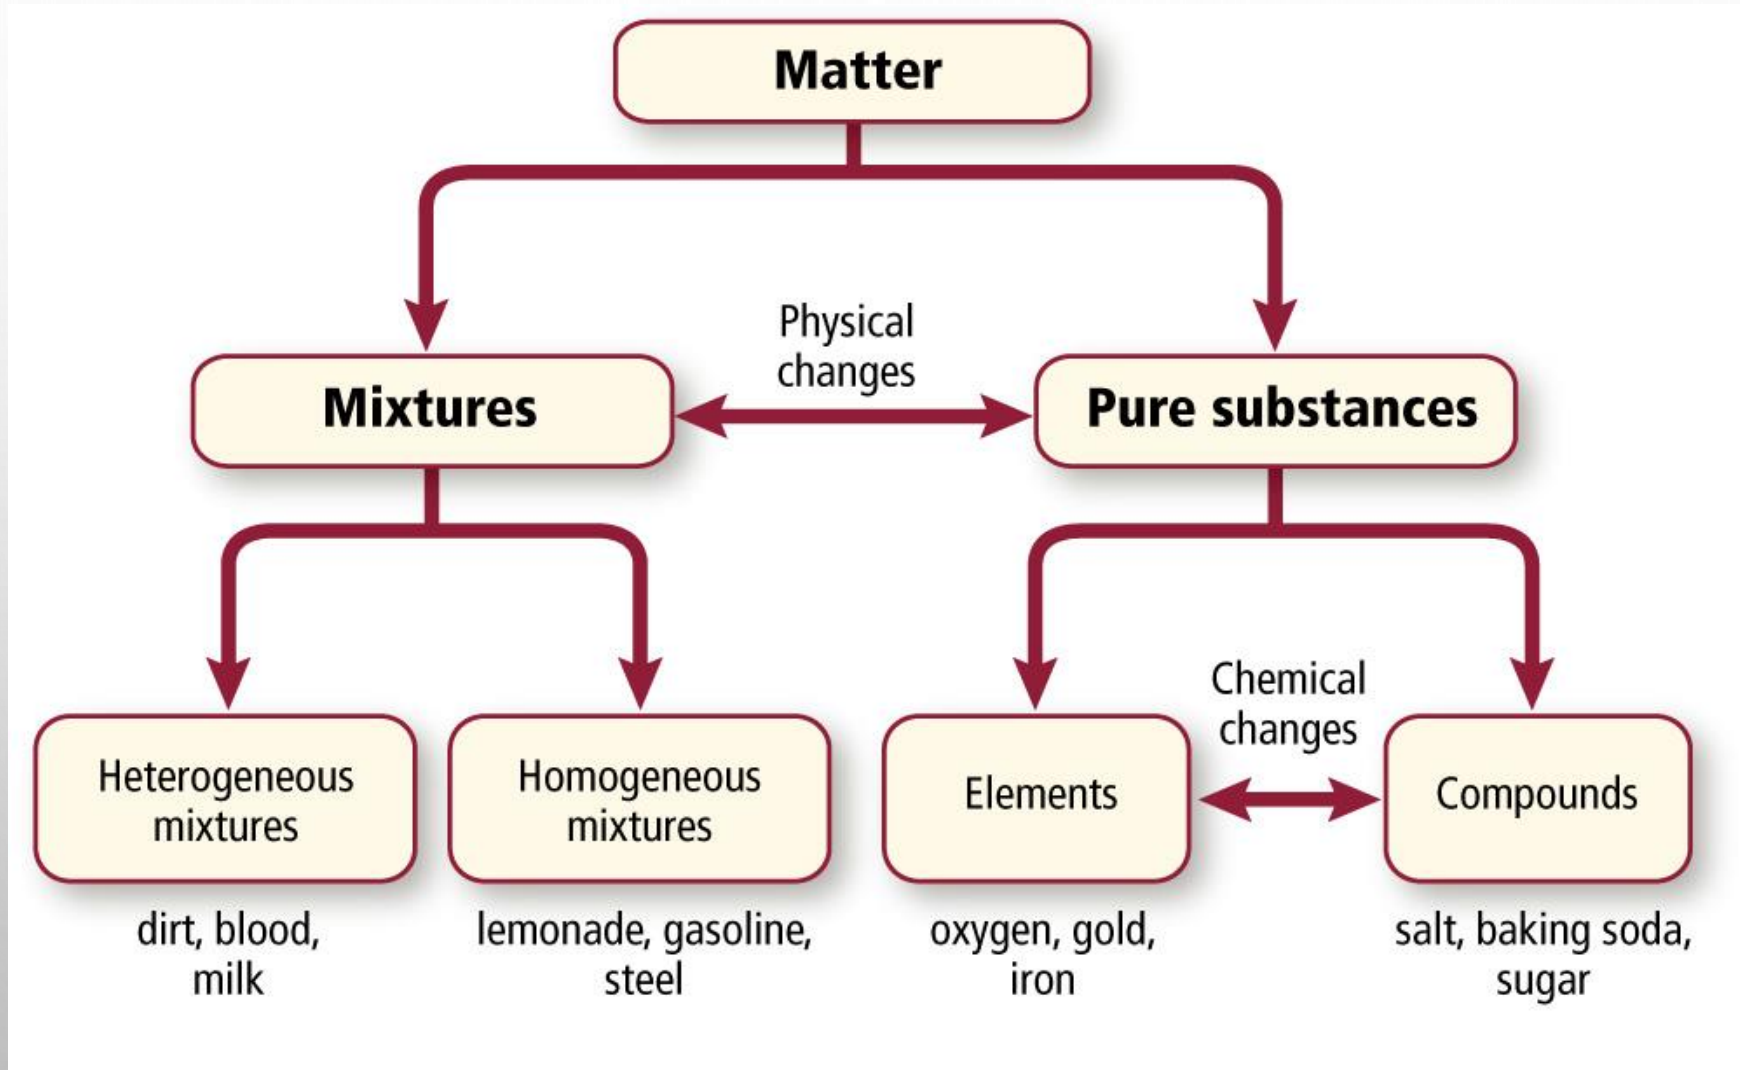 Matter
Physical
changes
Mixtures
Pure substances
Chemical
changes
Heterogeneous
mixtures
Homogeneous
mixtures
Elements
Compounds
dirt, blood,
milk
lemonade, gasoline,
steel
oxygen, gold,
iron
salt, baking soda,
sugar